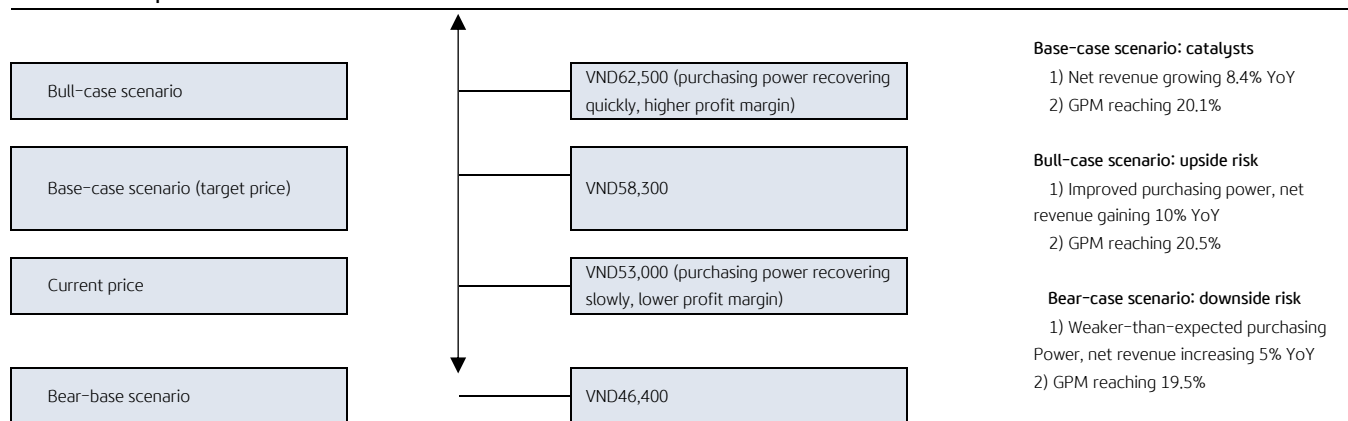 Bull-case scenario
VND62,500 (purchasing power recovering
quickly, higher profit margin)
Base-case scenario (target price)
VND58,300
Current price
VND53,000 (purchasing power recovering
slowly, lower profit margin)
Bear-base scenario
VND46,400
Base-case scenario: catalysts
1) Net revenue growing 8.4% YoY
2) GPM reaching 20.1%
Bull-case scenario: upside risk
1) Improved purchasing power, net
revenue gaining 10% YoY
2) GPM reaching 20.5%
Bear-case scenario: downside risk
1) Weaker-than-expected purchasing
Power, net revenue increasing 5% YoY
2) GPM reaching 19.5%